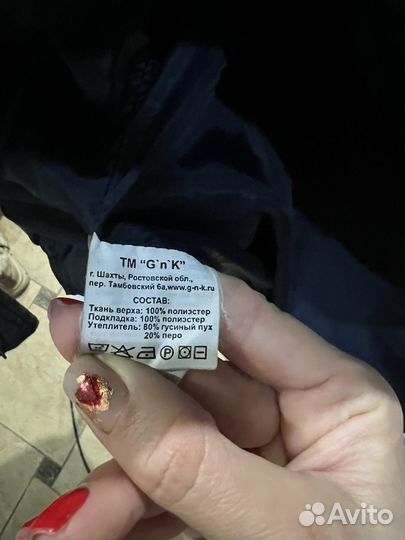 ТМ "G`n`K"
г. Шахты, Ростовской обл.,
пер. Тамбовский 6а,www.g-n-k.ru
СОСТАВ:
Ткань верха: 100% полиэстер
Подкладка: 100% полиэстер
Утеплитель: 80% гусиный пух
20% перо
Avito